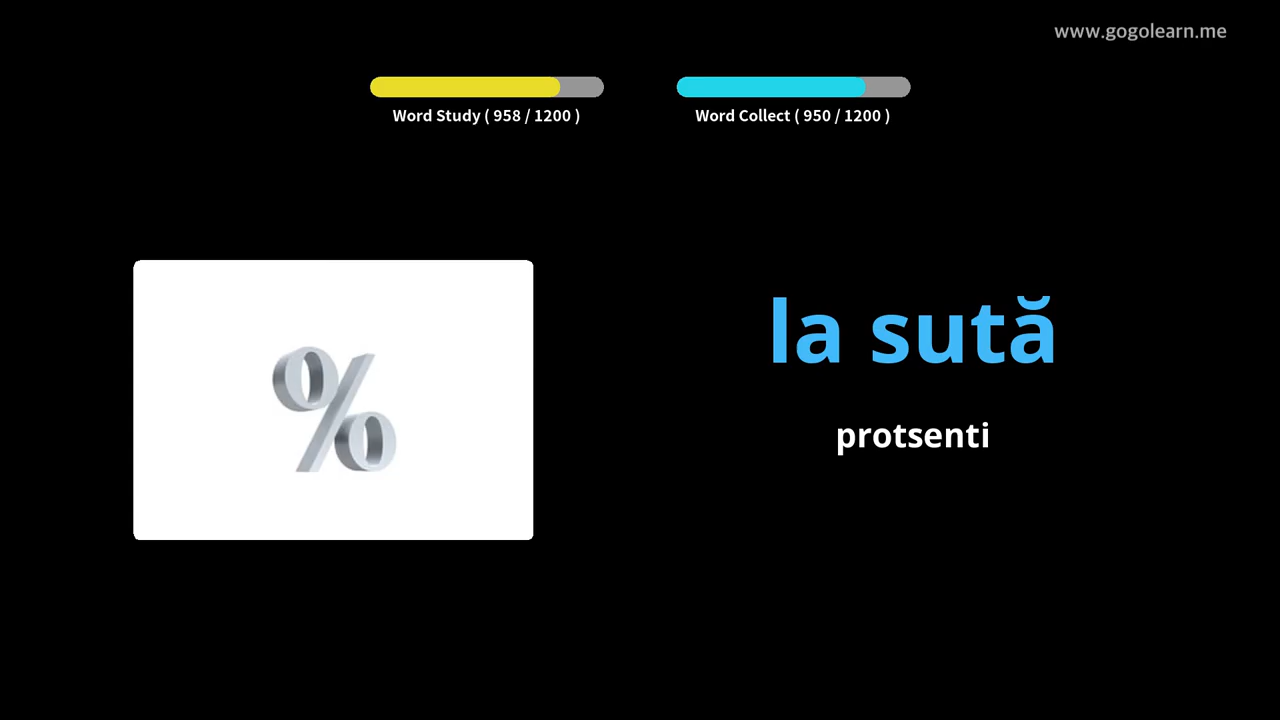 www.gogolearn.me
Word Study ( 958 / 1200 )
Word Collect ( 950 / 1200 )
%
la sută
protsenti